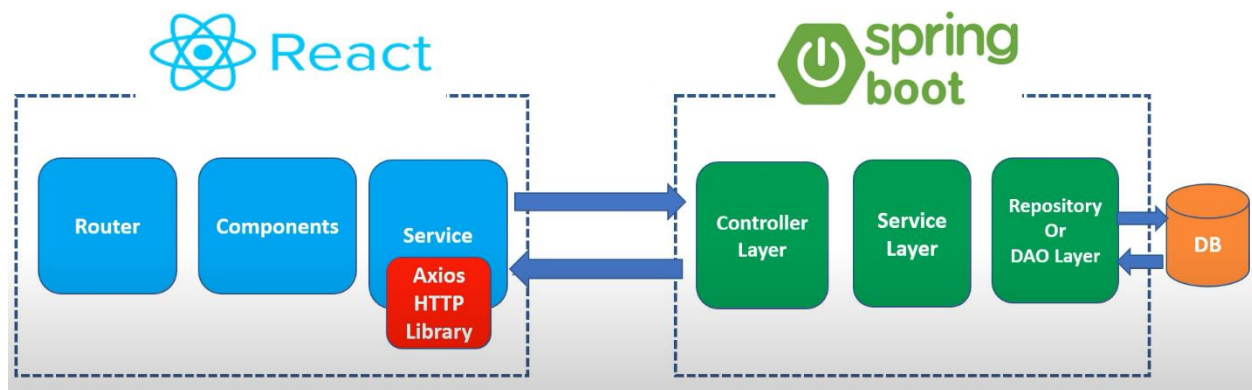 React
spring
boot
Router
Components
Service
Axios
HTTP
Library
Controller
Layer
Service
Layer
Repository
Or
DAO Layer
DB